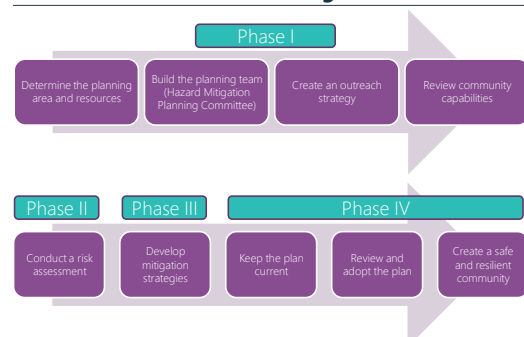 Phase I
Determine the planning
area and resources
Build the planning team
(Hazard Mitigation
Planning Committee)
Create an outreach
strategy
Review community
capabilities
Phase II
Phase III
Phase IV
Conduct a risk
assessment
Develop
mitigation
strategies
Keep the plan
current
Review and
adopt the plan
Create a safe
and resilient
community